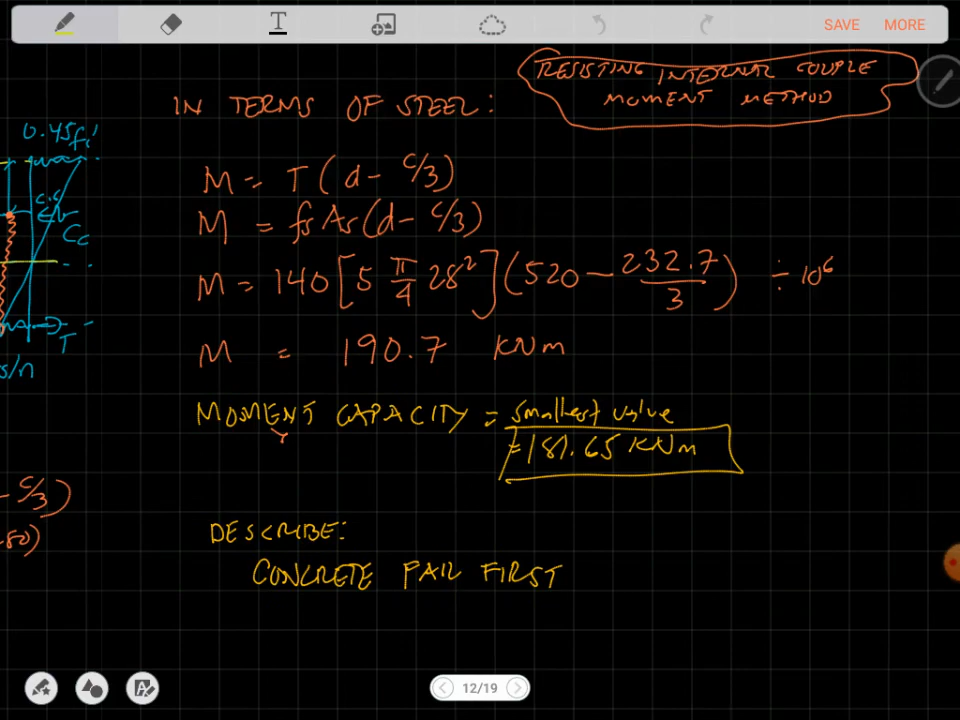 SAVE MORE
RESISTING INTERNAL COUPLE
MOMENT METHOD
IN TERMS OF STEEL:
0.45fc'
M = T(d - c/3)
Cc
M = fsAs(d - c/3)
M = 140[5 π/4 28²](520 - 232.7/3) ÷ 10⁶
T
M = 190.7 KNm
s/n
MOMENT CAPACITY = smallest value
= 181.65 KNm
- c/3)
DESCRIBE:
CONCRETE FAIL FIRST
12/19